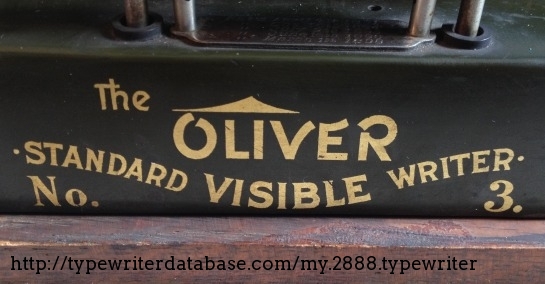 The
OLIVER
·STANDARD VISIBLE WRITER·
No. 3.
http://typewriterdatabase.com/my.2888.typewriter